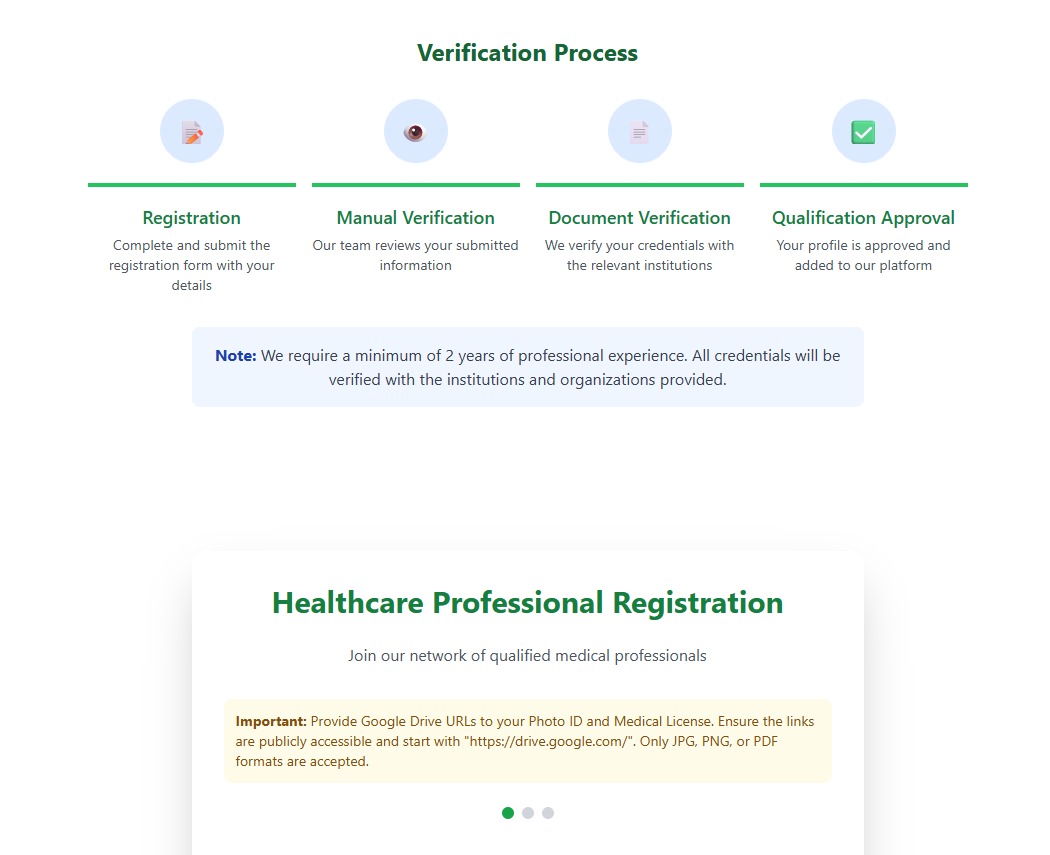 Verification Process
Registration
Complete and submit the
registration form with your
details
Manual Verification
Our team reviews your submitted
information
Document Verification
We verify your credentials with
the relevant institutions
Qualification Approval
Your profile is approved and
added to our platform
Note: We require a minimum of 2 years of professional experience. All credentials will be
verified with the institutions and organizations provided.
Healthcare Professional Registration
Join our network of qualified medical professionals
Important: Provide Google Drive URLs to your Photo ID and Medical License. Ensure the links
are publicly accessible and start with "https://drive.google.com/". Only JPG, PNG, or PDF
formats are accepted.